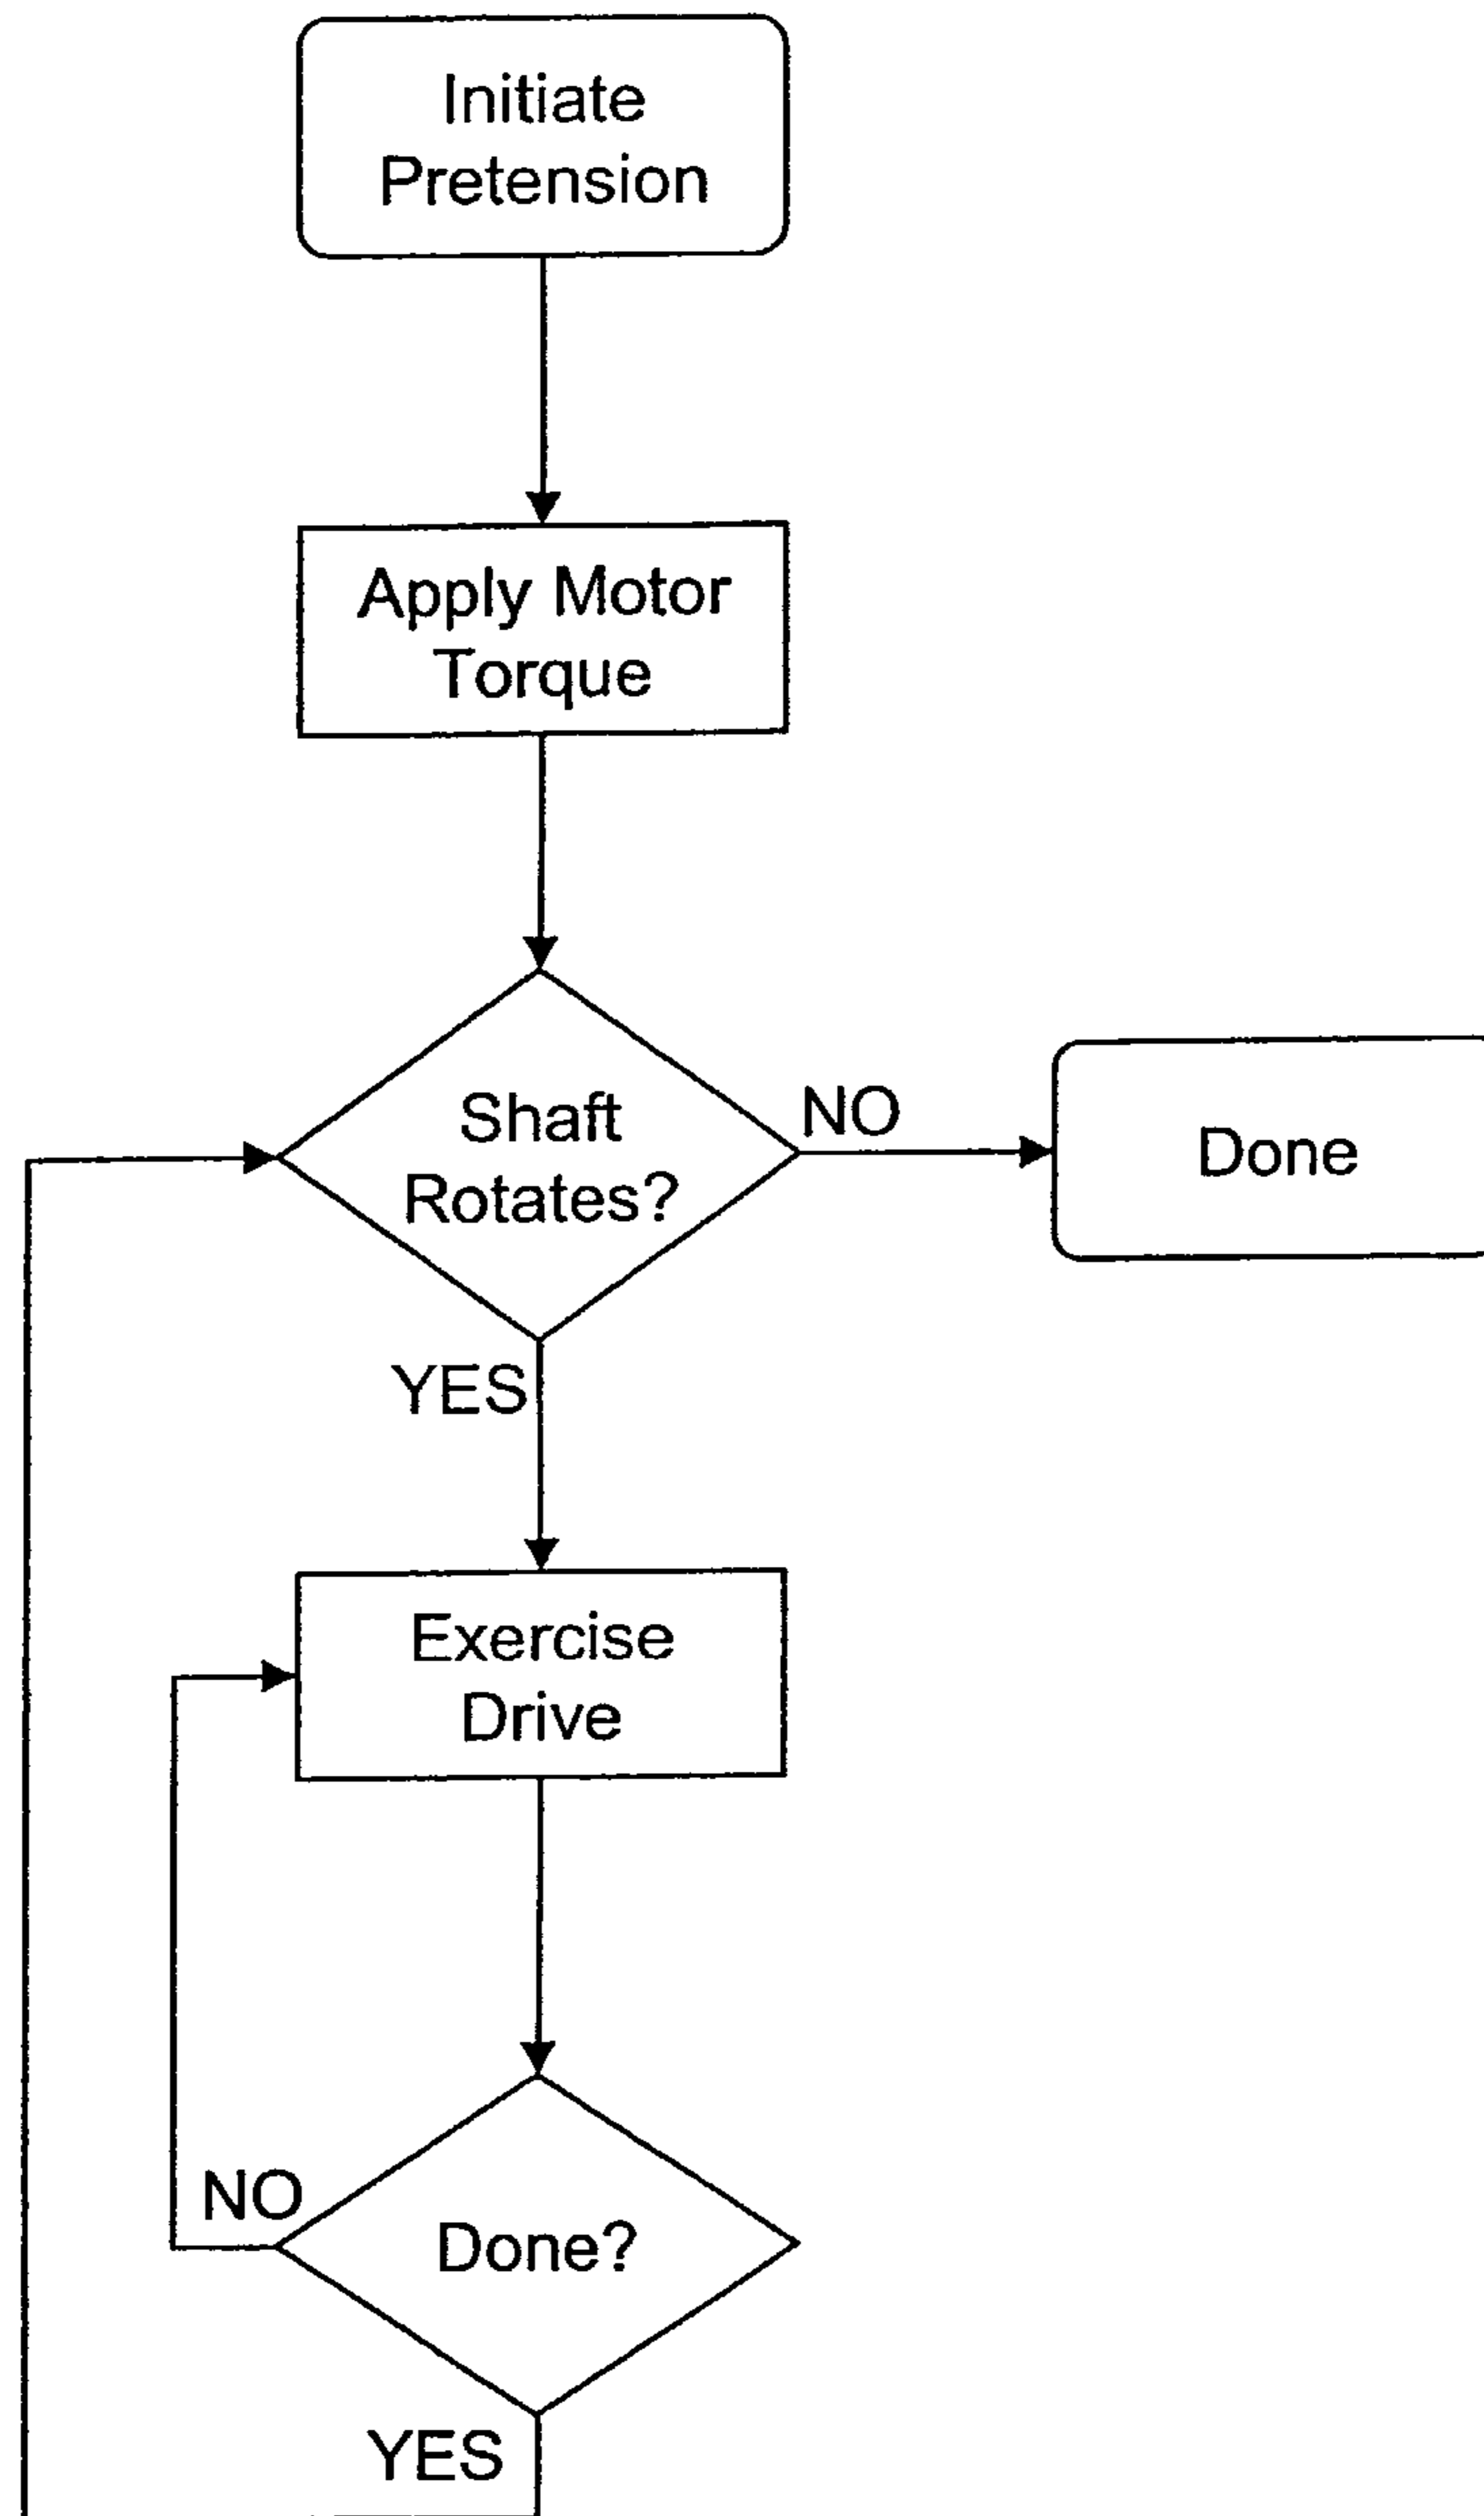 Initiate
Pretension
Apply Motor
Torque
Shaft
Rotates?
NO
Done
YES
Exercise
Drive
NO
Done?
YES